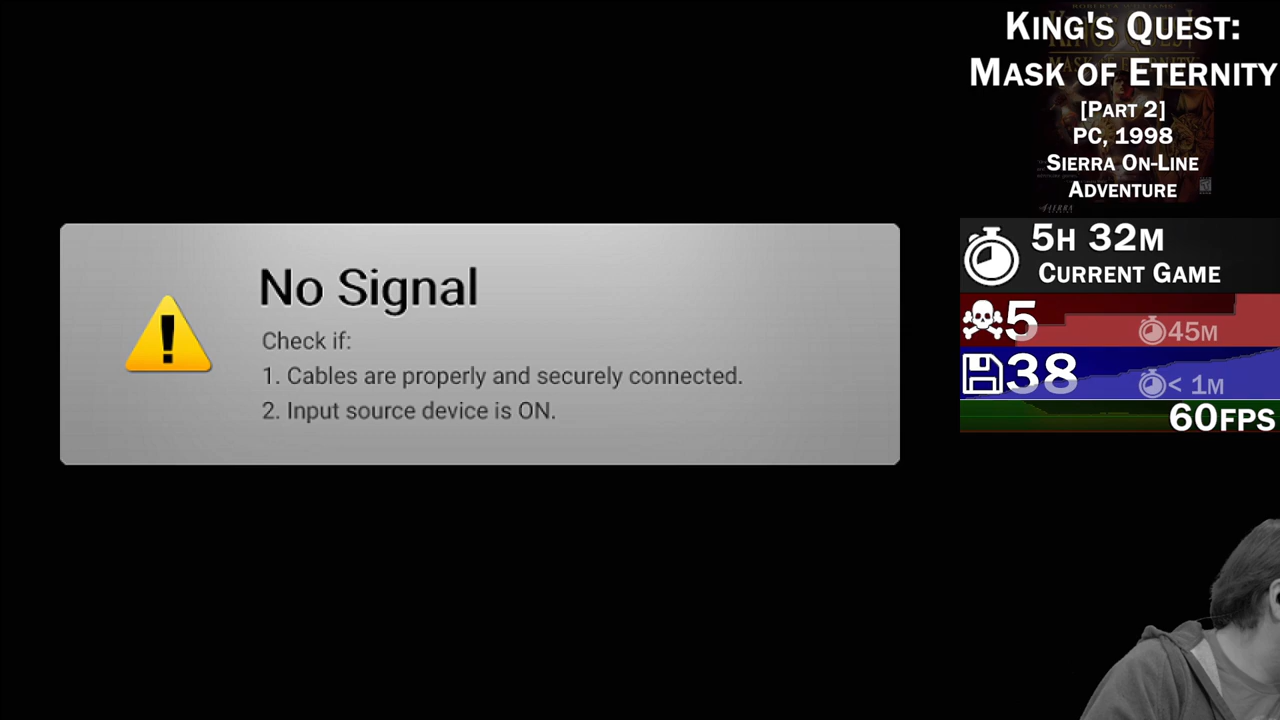 King's Quest:
Mask of Eternity
[Part 2]
PC, 1998
Sierra On-Line
Adventure
No Signal
Check if:
1. Cables are properly and securely connected.
2. Input source device is ON.
5h 32m
Current Game
5
45m
38
< 1m
60fps